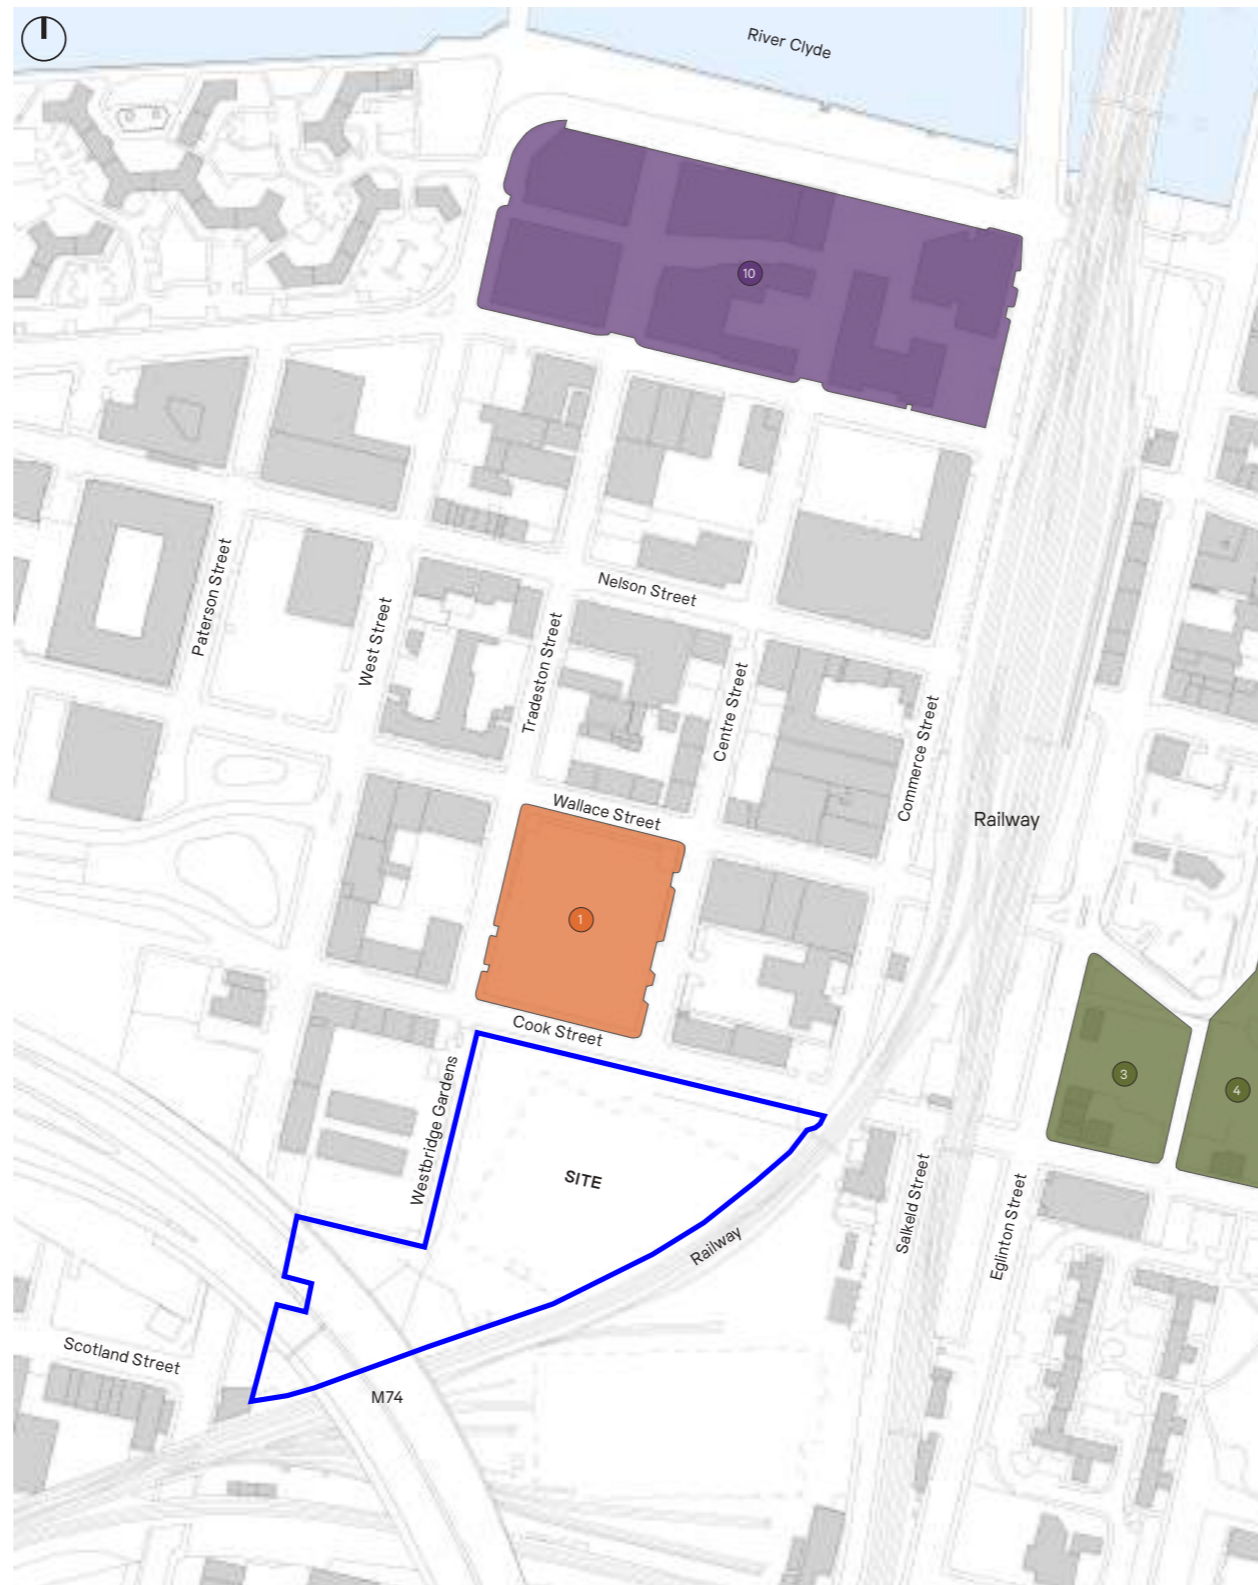 River Clyde
10
Nelson Street
Paterson Street
West Street
Tradeston Street
Centre Street
Commerce Street
Wallace Street
Railway
1
Cook Street
3
4
Westbridge Gardens
SITE
Salkeld Street
Eglinton Street
Railway
Scotland Street
M74